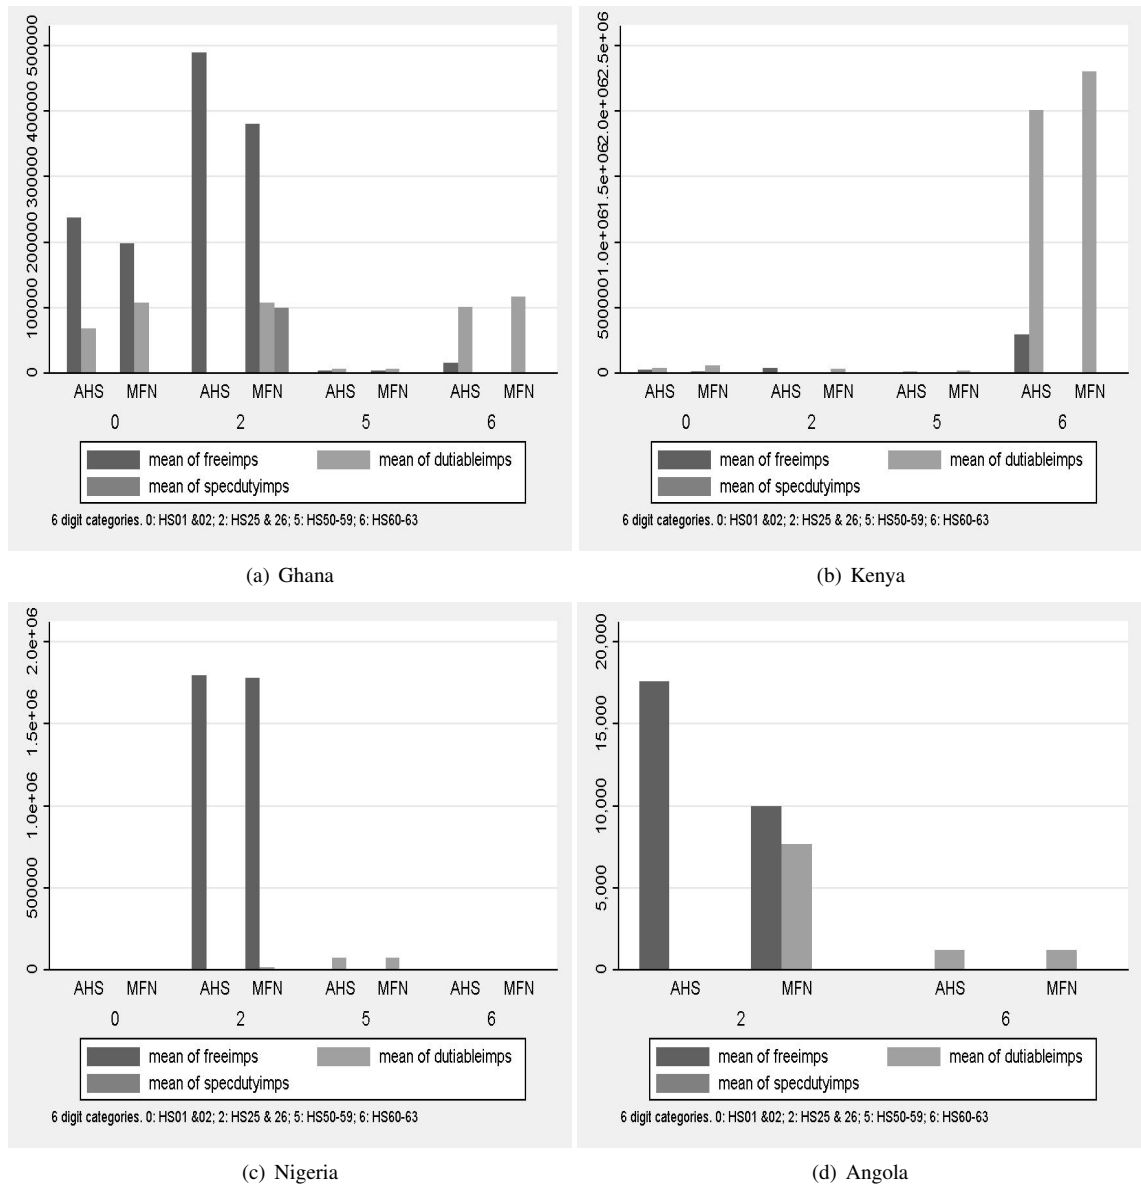 0 100000 200000 300000 400000 500000
AHS MFN AHS MFN AHS MFN AHS MFN
0 2 5 6
mean of freeimps mean of dutiableimps
mean of specdutyimps
6 digit categories. 0: HS01 &02; 2: HS25 & 26; 5: HS50-59; 6: HS60-63
(a) Ghana
0 5000001.0e+061.5e+062.0e+062.5e+06
AHS MFN AHS MFN AHS MFN AHS MFN
0 2 5 6
mean of freeimps mean of dutiableimps
mean of specdutyimps
6 digit categories. 0: HS01 &02; 2: HS25 & 26; 5: HS50-59; 6: HS60-63
(b) Kenya
0 500000 1.0e+06 1.5e+06 2.0e+06
AHS MFN AHS MFN AHS MFN AHS MFN
0 2 5 6
mean of freeimps mean of dutiableimps
mean of specdutyimps
6 digit categories. 0: HS01 &02; 2: HS25 & 26; 5: HS50-59; 6: HS60-63
(c) Nigeria
0 5,000 10,000 15,000 20,000
AHS MFN AHS MFN
2 6
mean of freeimps mean of dutiableimps
mean of specdutyimps
6 digit categories. 0: HS01 &02; 2: HS25 & 26; 5: HS50-59; 6: HS60-63
(d) Angola